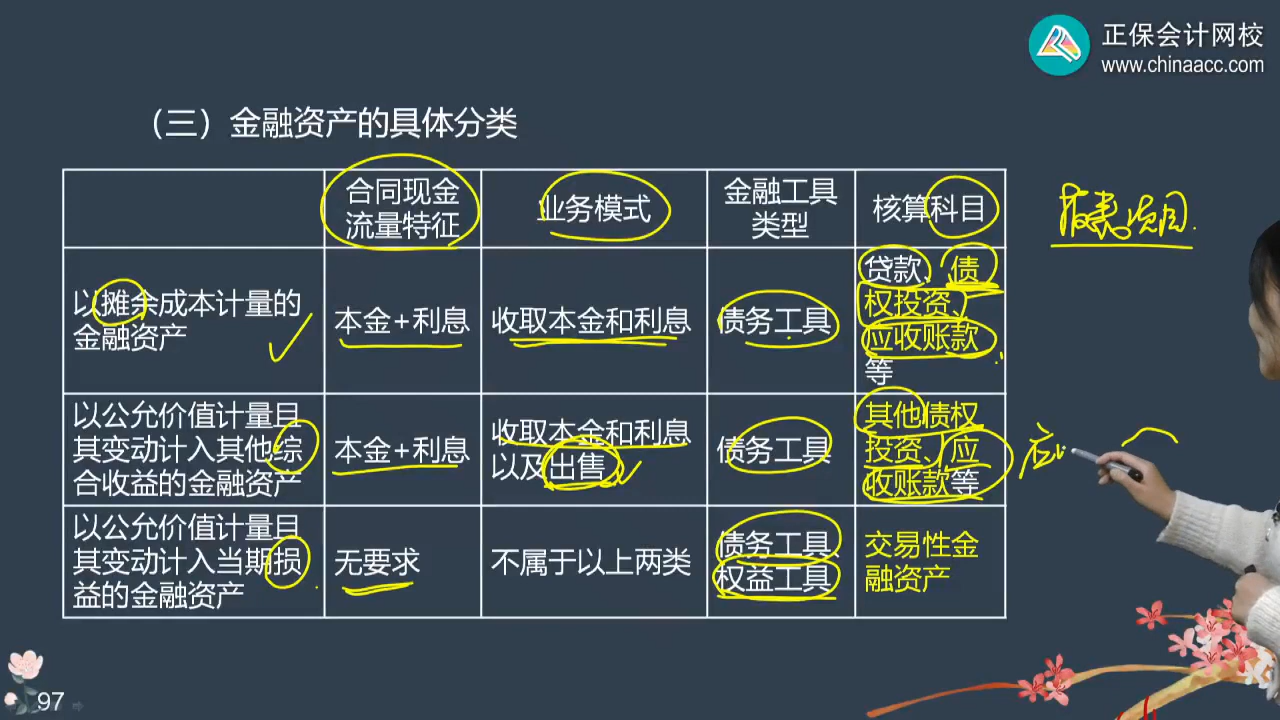 正保会计网校
www.chinaacc.com
（三）金融资产的具体分类
合同现金
流量特征
业务模式
金融工具
类型
核算科目
报表项目
以摊余成本计量的
金融资产
本金+利息
收取本金和利息
债务工具
贷款、债
权投资、
应收账款
等
以公允价值计量且
其变动计入其他综
合收益的金融资产
本金+利息
收取本金和利息
以及出售
债务工具
其他债权
投资、应
收账款等
应
以公允价值计量且
其变动计入当期损
益的金融资产
无要求
不属于以上两类
债务工具、
权益工具
交易性金
融资产
97